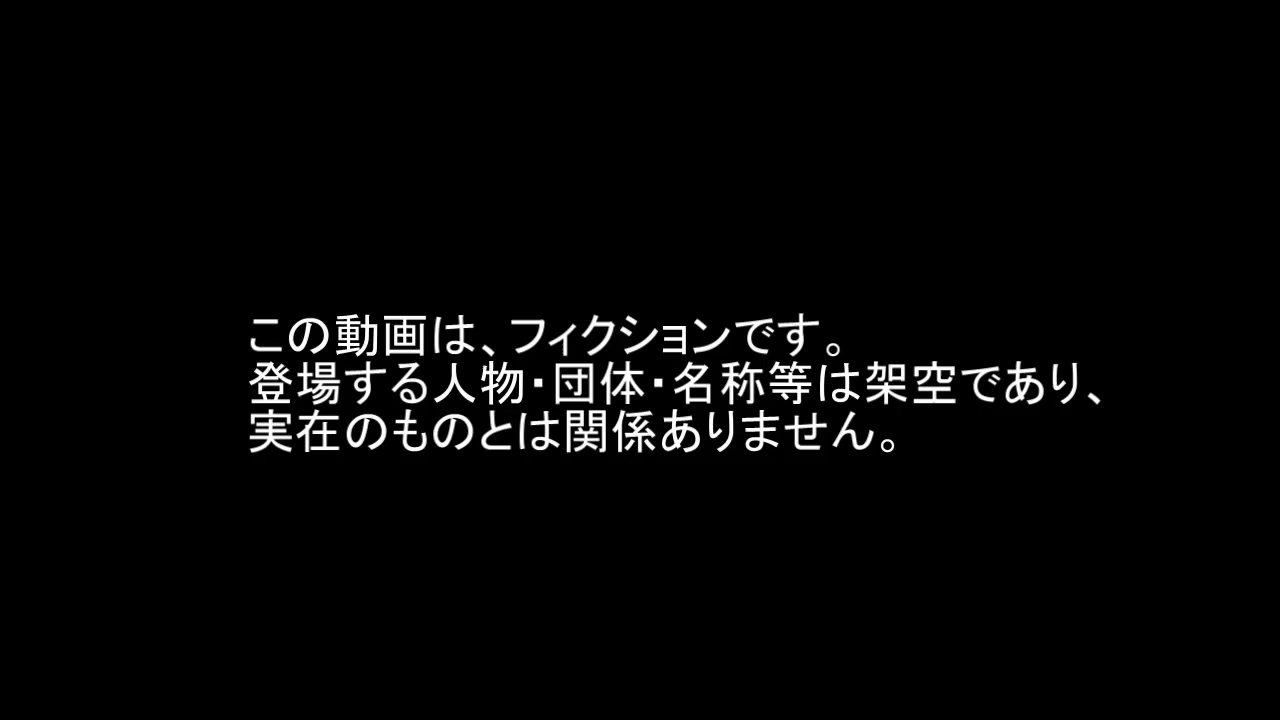 この動画は、フィクションです。
登場する人物・団体・名称等は架空であり、
実在のものとは関係ありません。